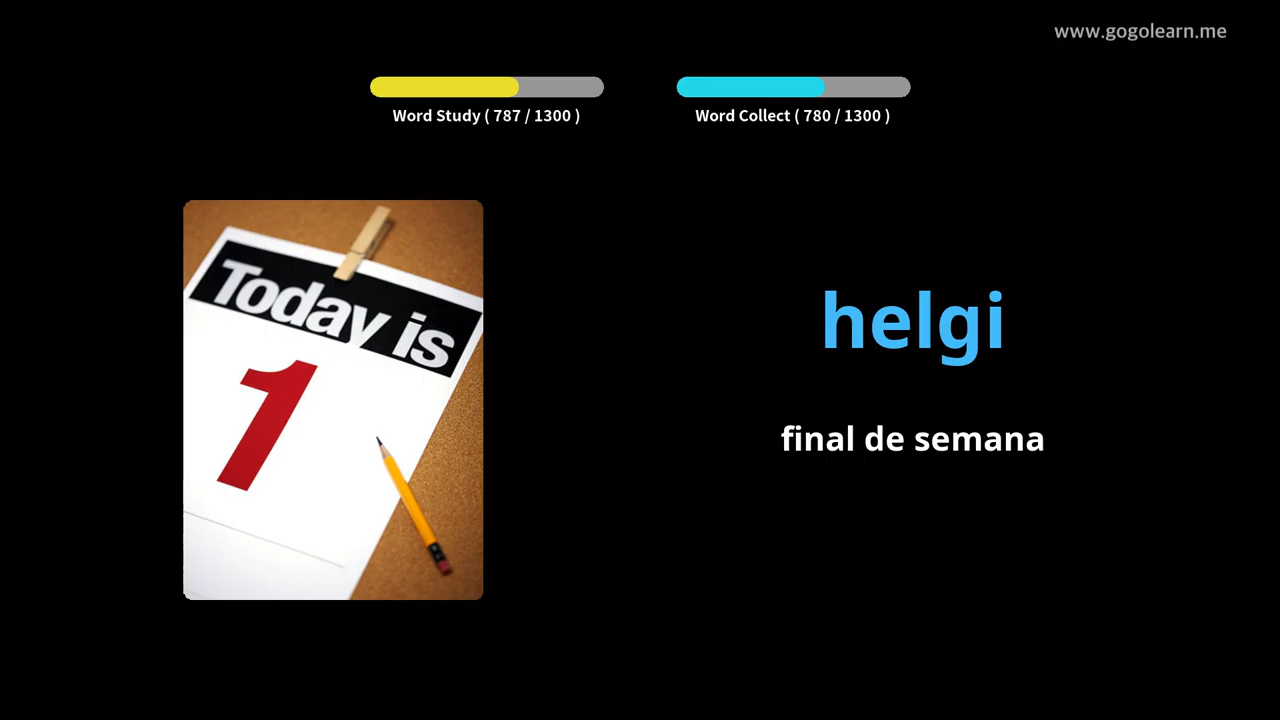 www.gogolearn.me
Word Study ( 787 / 1300 )
Word Collect ( 780 / 1300 )
Today is
1
helgi
final de semana